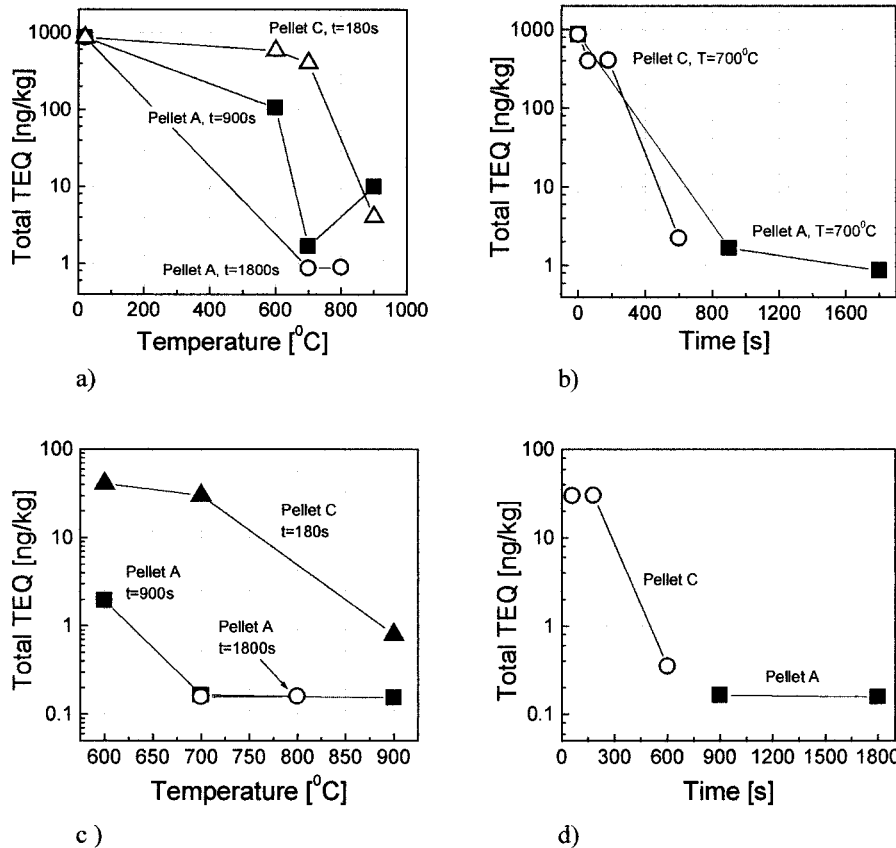 Total TEQ [ng/kg]
1000
100
10
1
0 200 400 600 800 1000
Temperature [⁰C]
Pellet C, t=180s
Pellet A, t=900s
Pellet A, t=1800s
a)
Total TEQ [ng/kg]
1000
100
10
1
0 400 800 1200 1600
Time [s]
Pellet C, T=700⁰C
Pellet A, T=700⁰C
b)
Total TEQ [ng/kg]
100
10
1
0.1
600 650 700 750 800 850 900
Temperature [⁰C]
Pellet C
t=180s
Pellet A
t=900s
Pellet A
t=1800s
c )
Total TEQ [ng/kg]
100
10
1
0.1
0 300 600 900 1200 1500 1800
Time [s]
Pellet C
Pellet A
d)